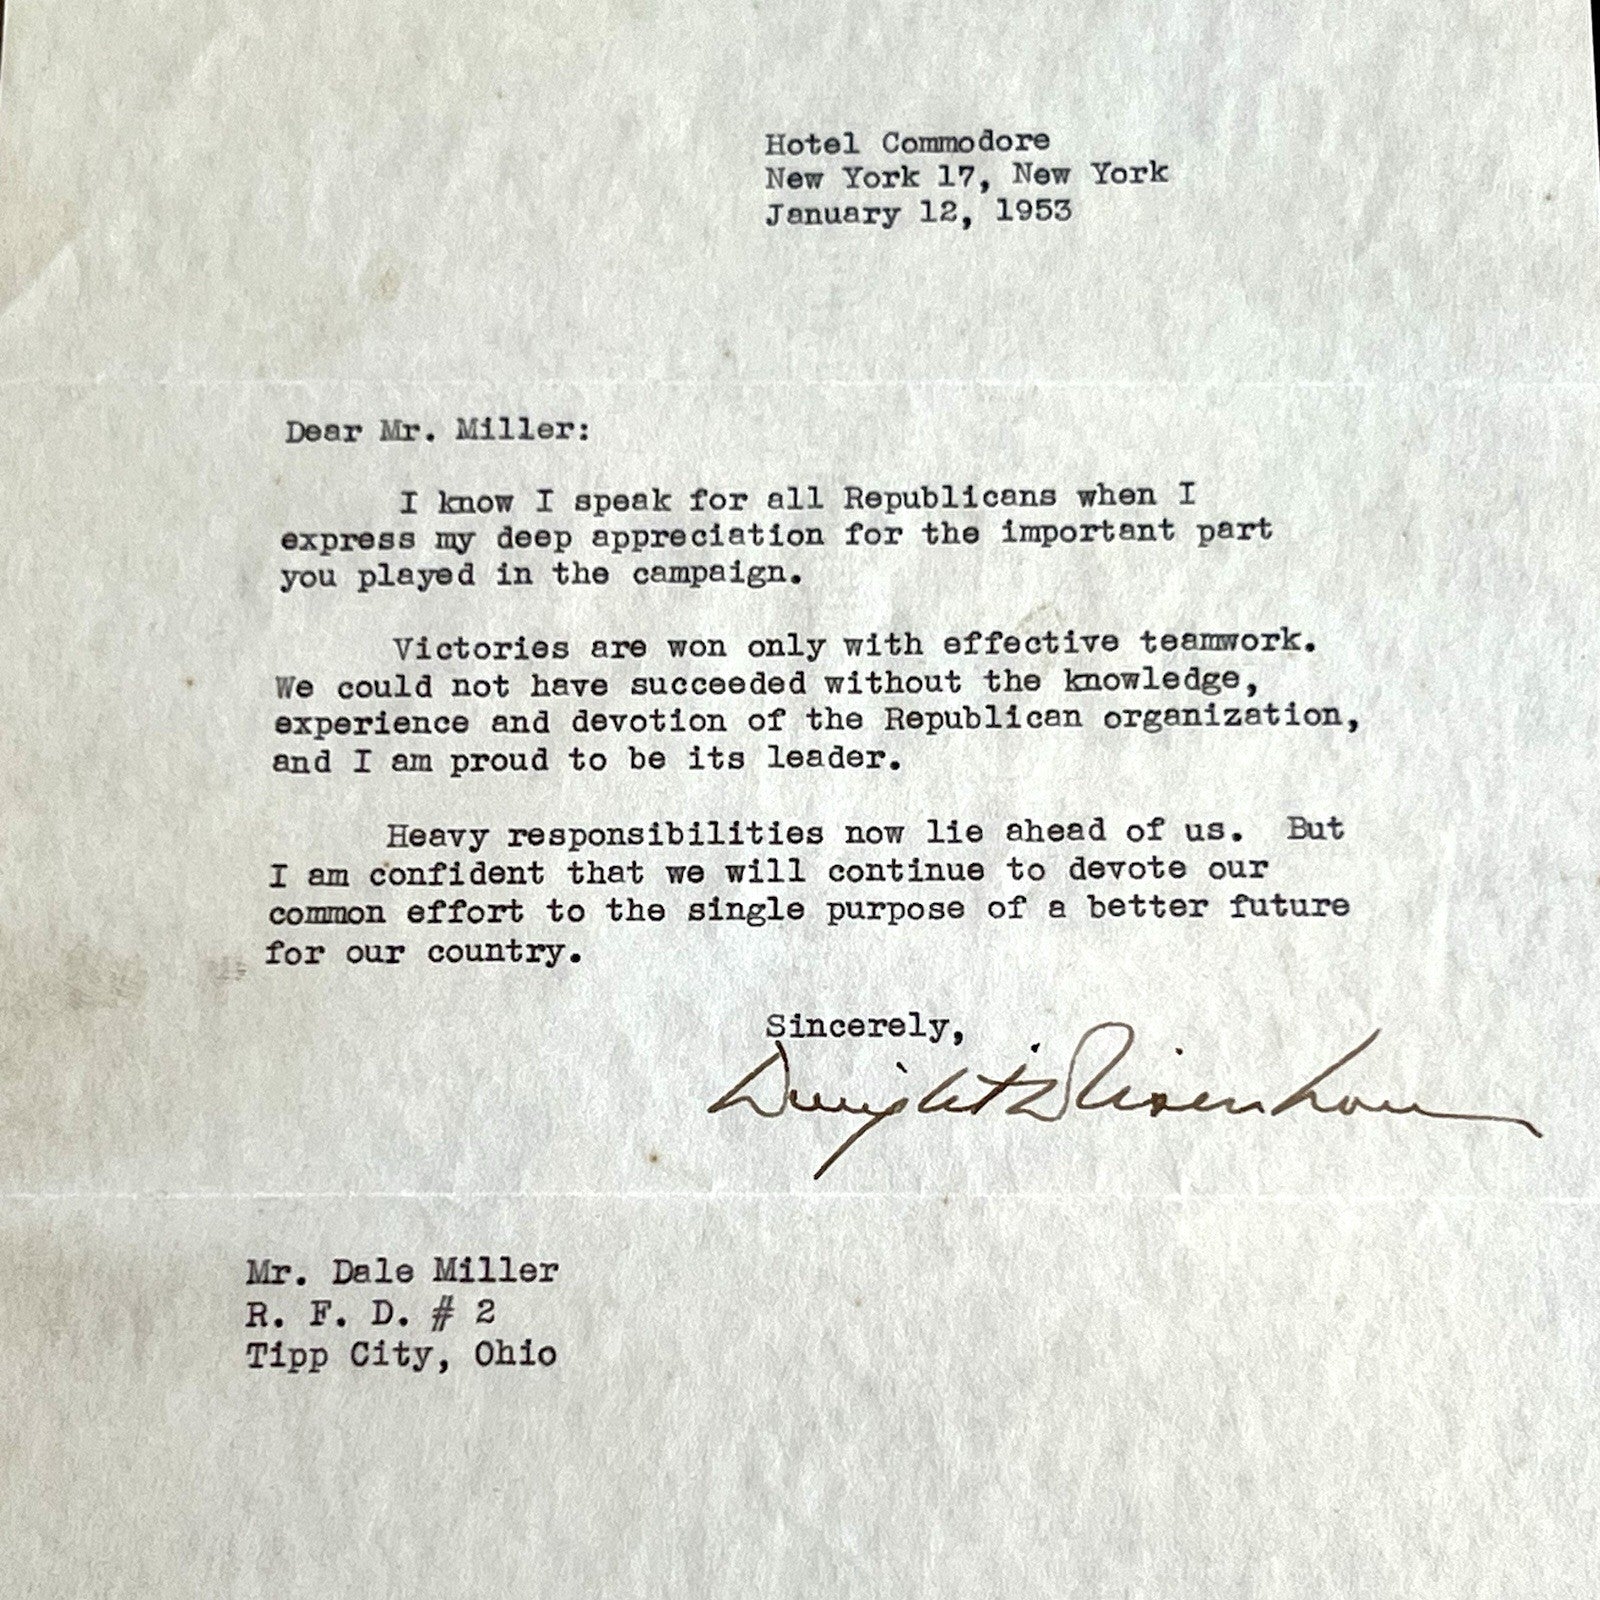 Hotel Commodore
New York 17, New York
January 12, 1953
Dear Mr. Miller:
I know I speak for all Republicans when I
express my deep appreciation for the important part
you played in the campaign.
Victories are won only with effective teamwork.
We could not have succeeded without the knowledge,
experience and devotion of the Republican organization,
and I am proud to be its leader.
Heavy responsibilities now lie ahead of us. But
I am confident that we will continue to devote our
common effort to the single purpose of a better future
for our country.
Sincerely,
Dwight D Eisenhower
Mr. Dale Miller
R. F. D. # 2
Tipp City, Ohio